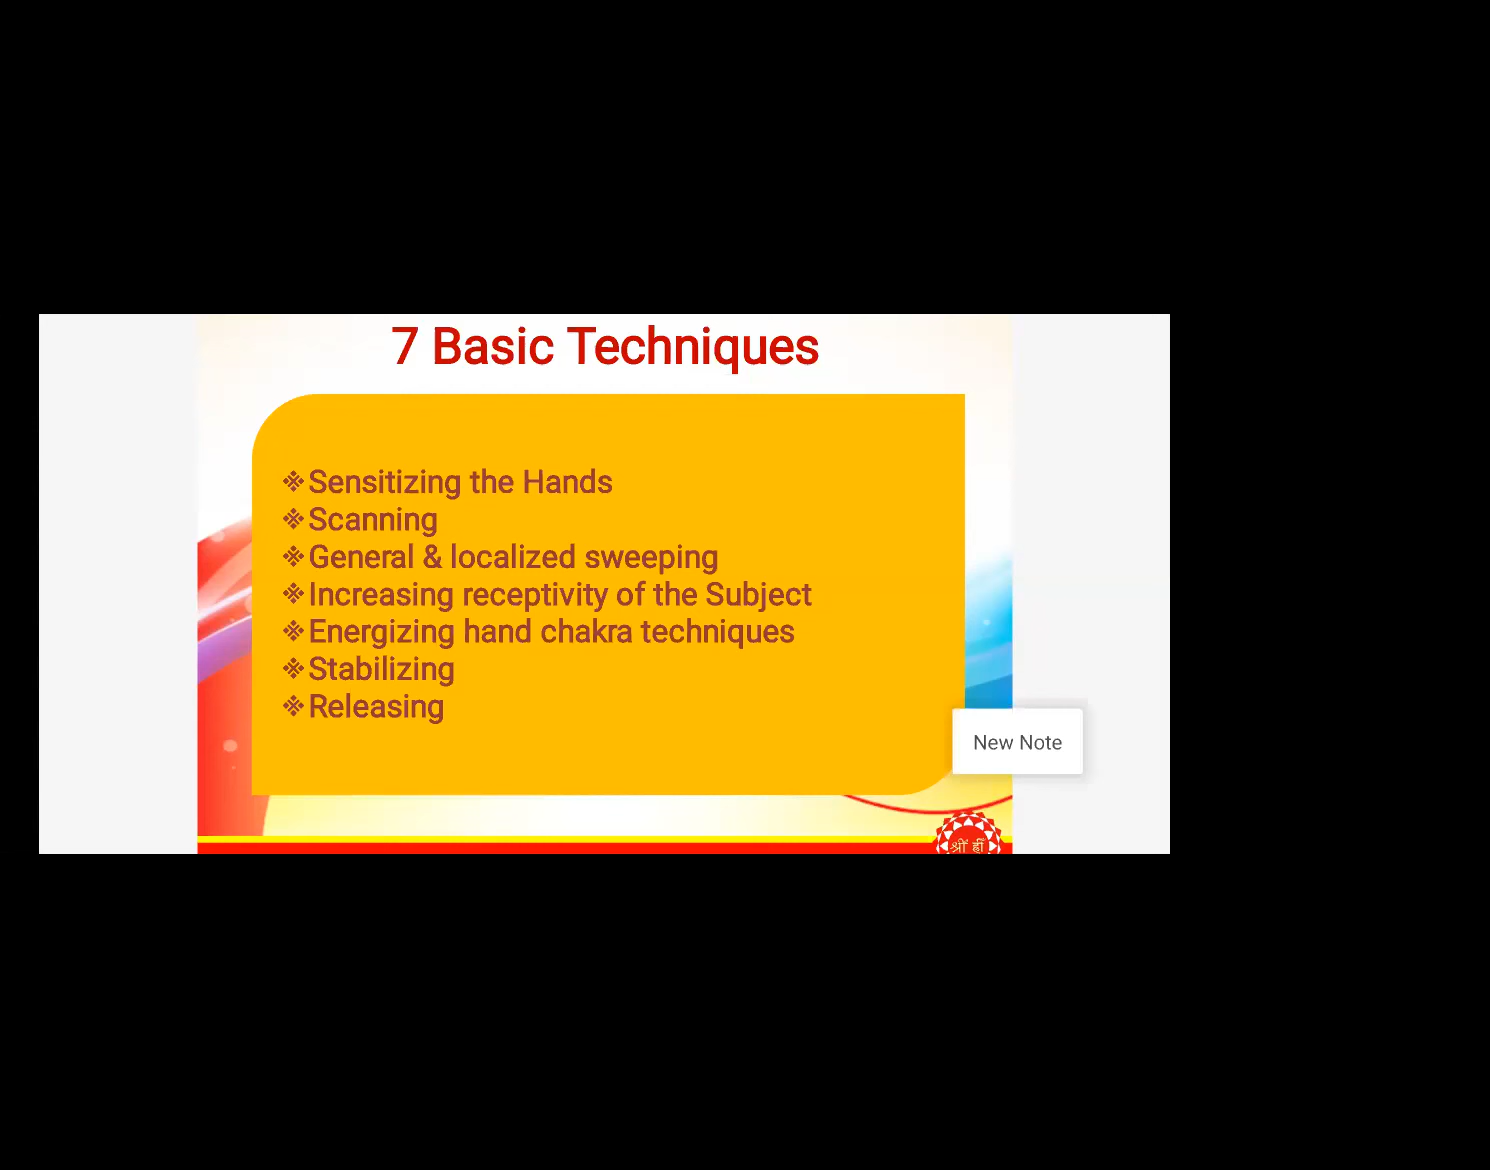 7 Basic Techniques
❖Sensitizing the Hands
❖Scanning
❖General & localized sweeping
❖Increasing receptivity of the Subject
❖Energizing hand chakra techniques
❖Stabilizing
❖Releasing
New Note
श्रीं ह्रीं